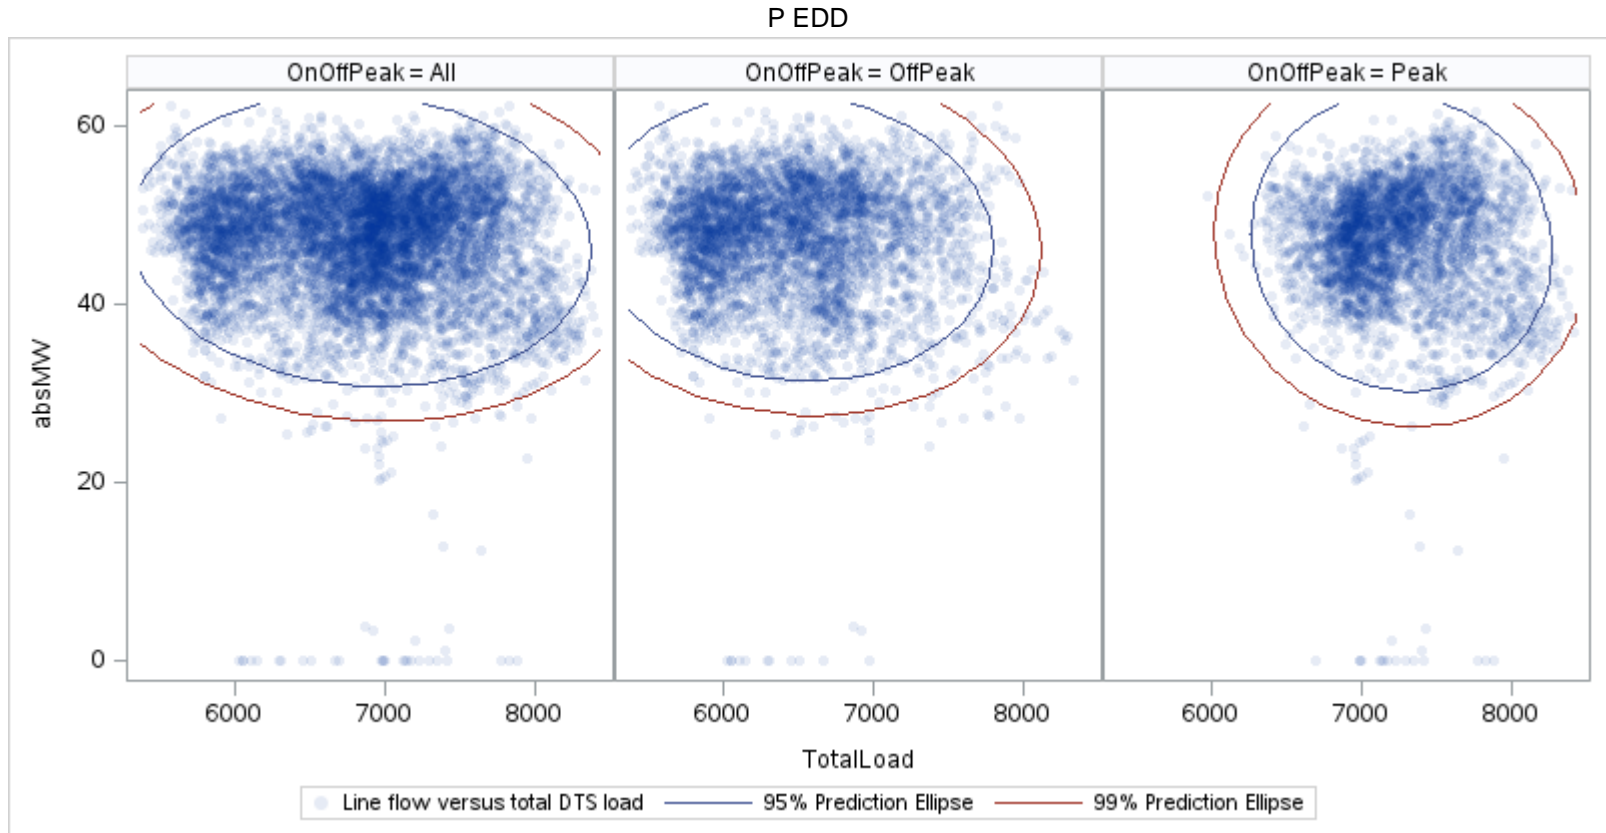 P EDD
OnOffPeak = All
OnOffPeak = OffPeak
OnOffPeak = Peak
60
40
20
0
absMW
6000 7000 8000
6000 7000 8000
6000 7000 8000
TotalLoad
Line flow versus total DTS load
95% Prediction Ellipse
99% Prediction Ellipse